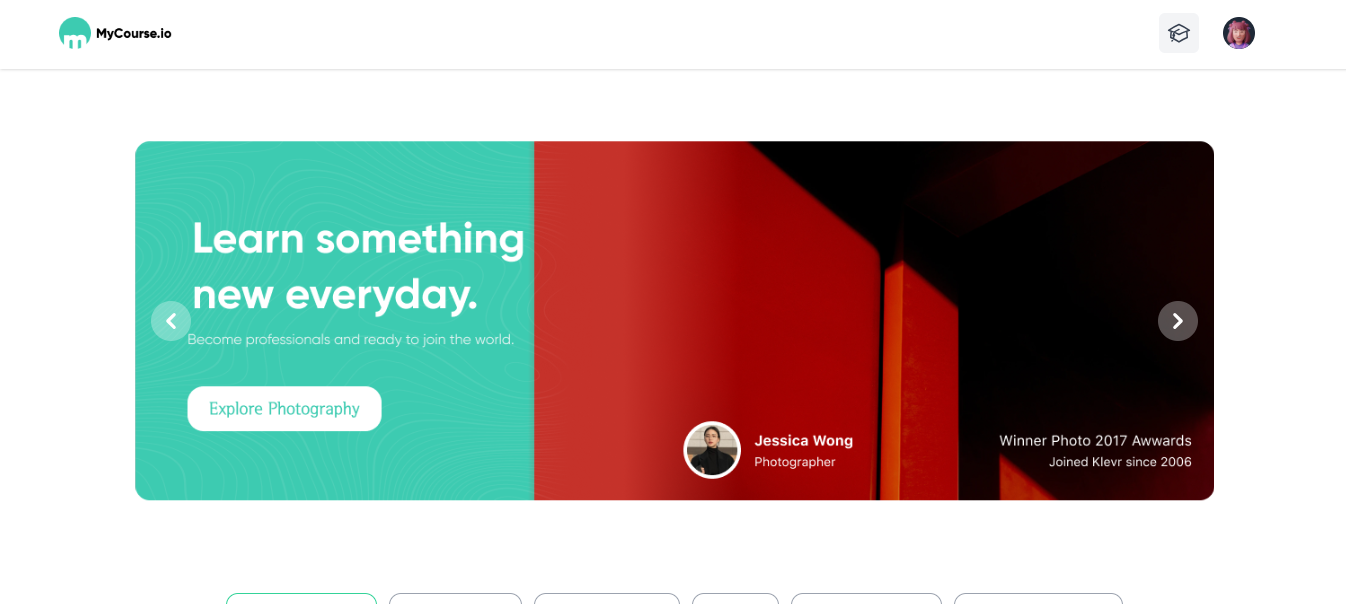 MyCourse.io
Learn something
new everyday.
Become professionals and ready to join the world.
Explore Photography
Jessica Wong
Photographer
Winner Photo 2017 Awwards
Joined Klevr since 2006